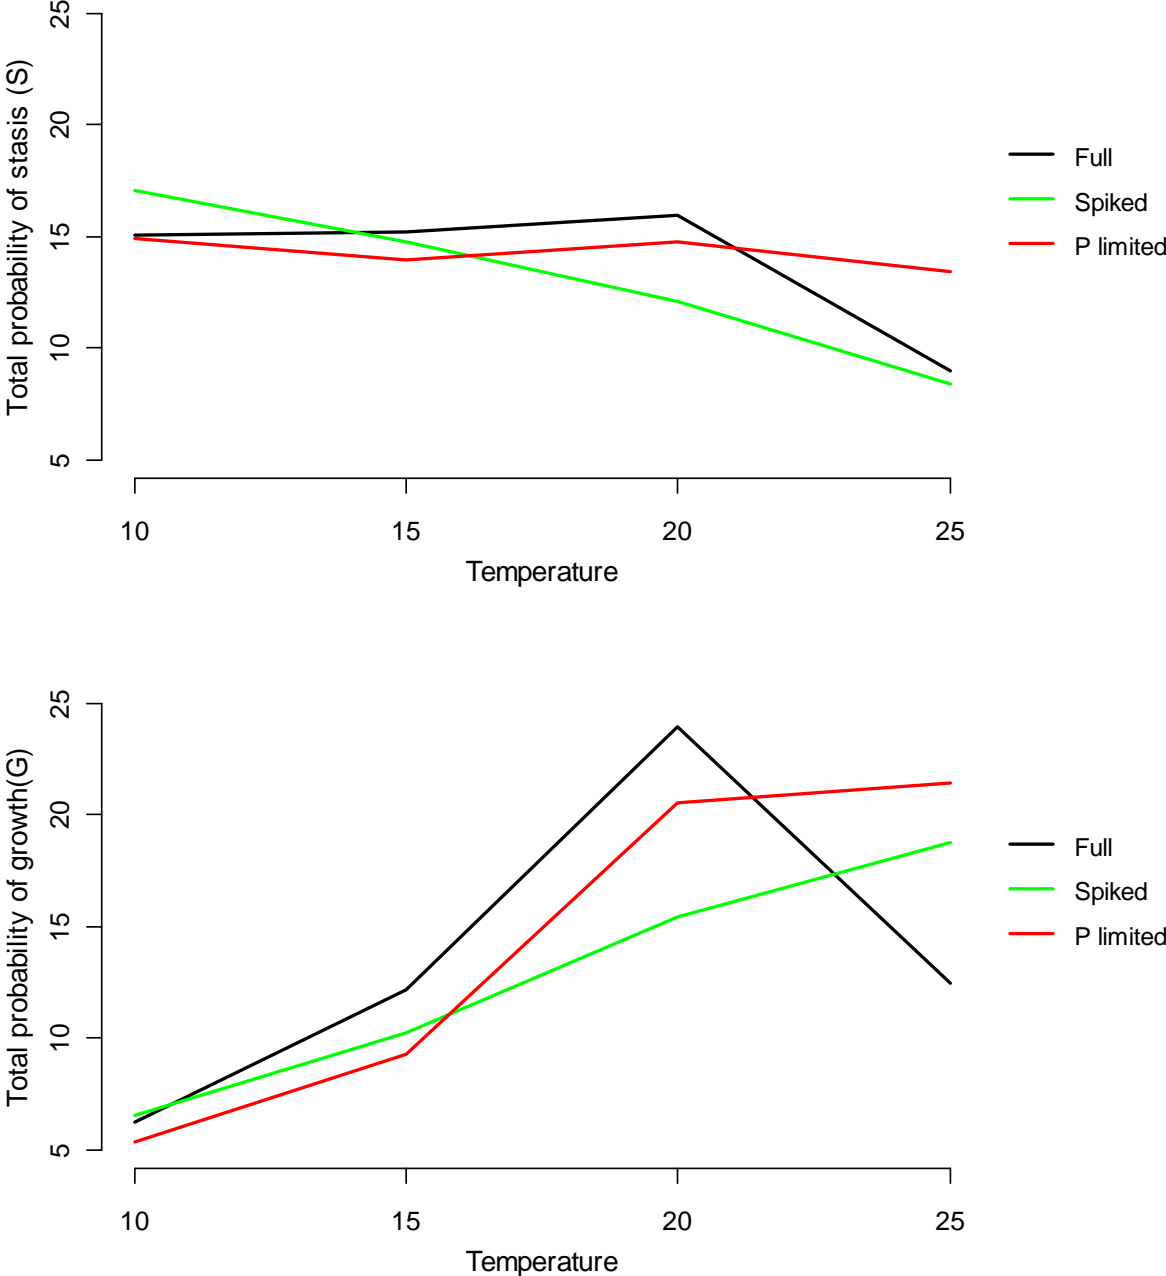 Total probability of stasis (S)
25
20
15
10
5
10 15 20 25
Temperature
Full
Spiked
P limited
Total probability of growth(G)
25
20
15
10
5
10 15 20 25
Temperature
Full
Spiked
P limited